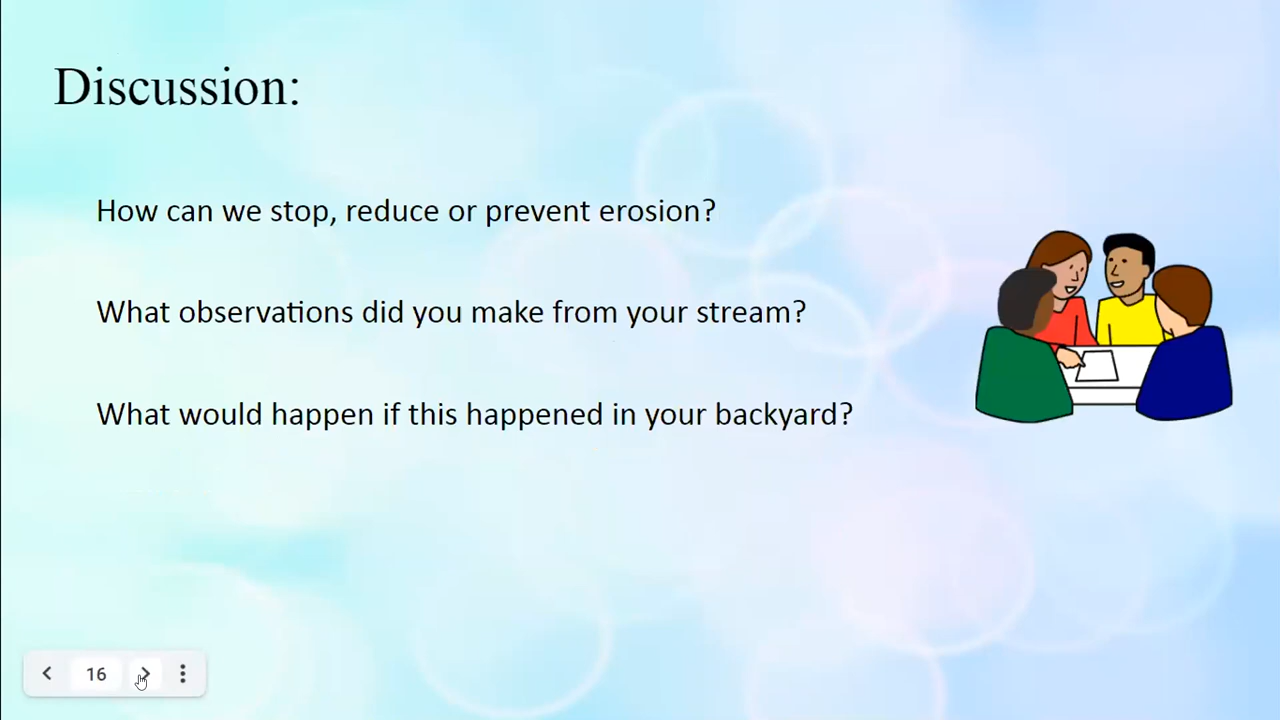 Discussion:
How can we stop, reduce or prevent erosion?
What observations did you make from your stream?
What would happen if this happened in your backyard?
16